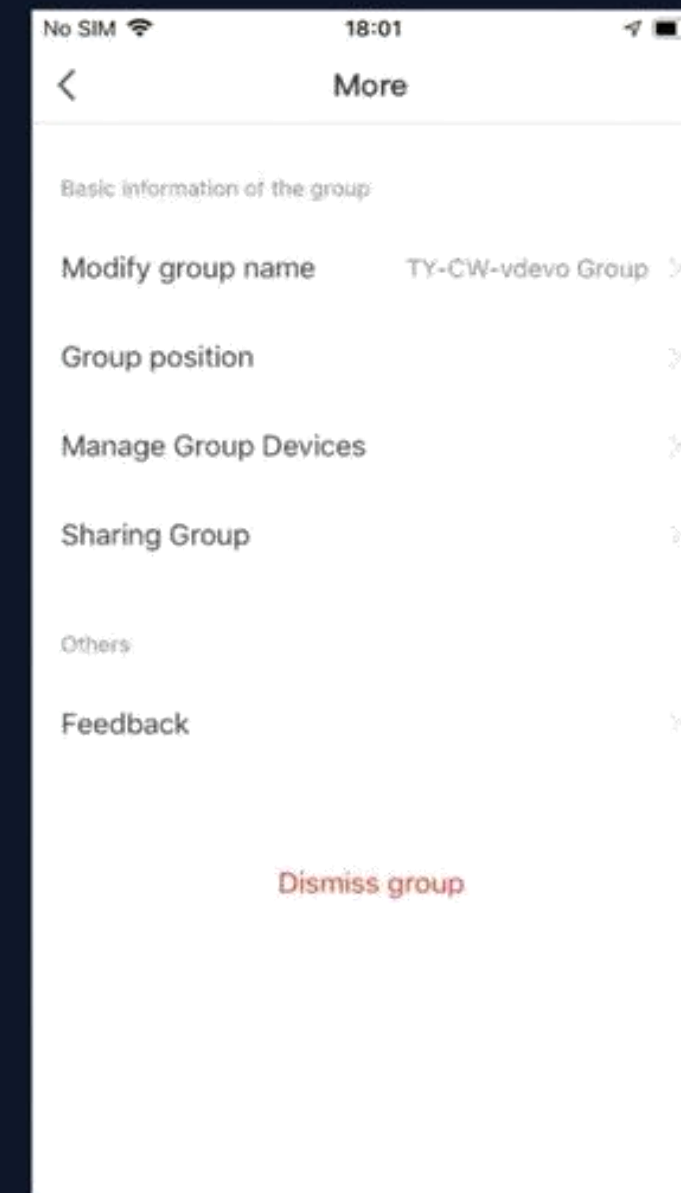 No SIM 18:01
More
Basic information of the group
Modify group name TY-CW-vdevo Group
Group position
Manage Group Devices
Sharing Group
Others
Feedback
Dismiss group